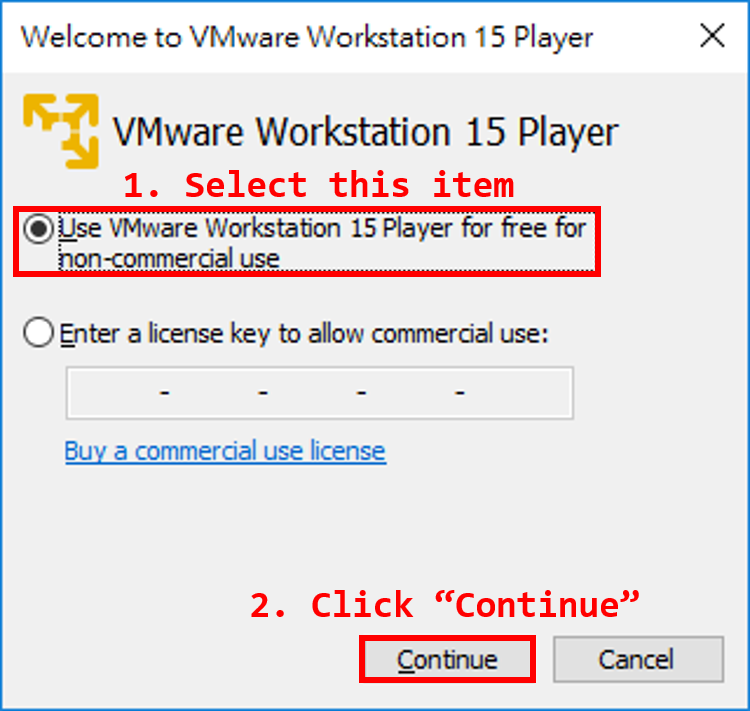 Welcome to VMware Workstation 15 Player
VMware Workstation 15 Player
1. Select this item
Use VMware Workstation 15 Player for free for
non-commercial use
Enter a license key to allow commercial use:
- - - -
Buy a commercial use license
2. Click “Continue”
Continue Cancel